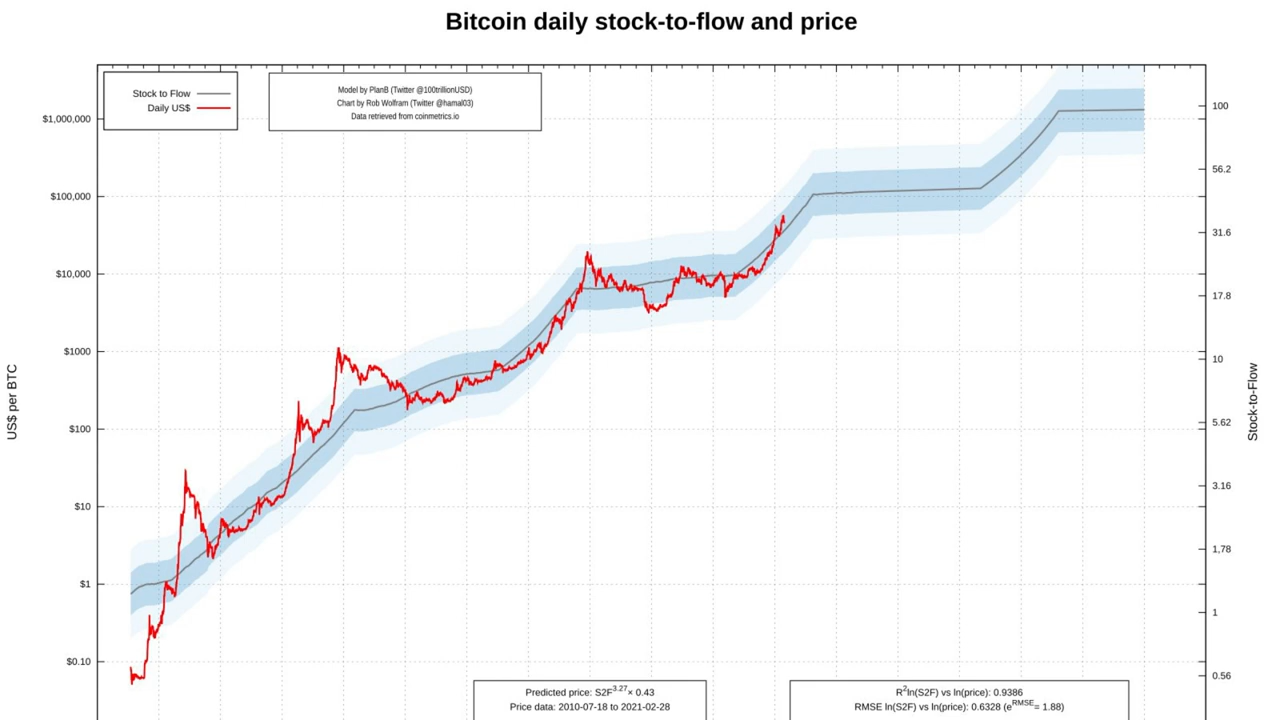 Bitcoin daily stock-to-flow and price
Stock to Flow
Daily US$
Model by PlanB (Twitter @100trillionUSD)
Chart by Rob Wolfram (Twitter @hamal03)
Data retrieved from coinmetrics.io
US$ per BTC
$1,000,000
$100,000
$10,000
$1000
$100
$10
$1
$0.10
100
56.2
31.6
17.8
10
5.62
3.16
1.78
1
0.56
Stock-to-Flow
Predicted price: S2F^3.27× 0.43
Price data: 2010-07-18 to 2021-02-28
R²ln(S2F) vs ln(price): 0.9386
RMSE ln(S2F) vs ln(price): 0.6328 (e^RMSE= 1.88)